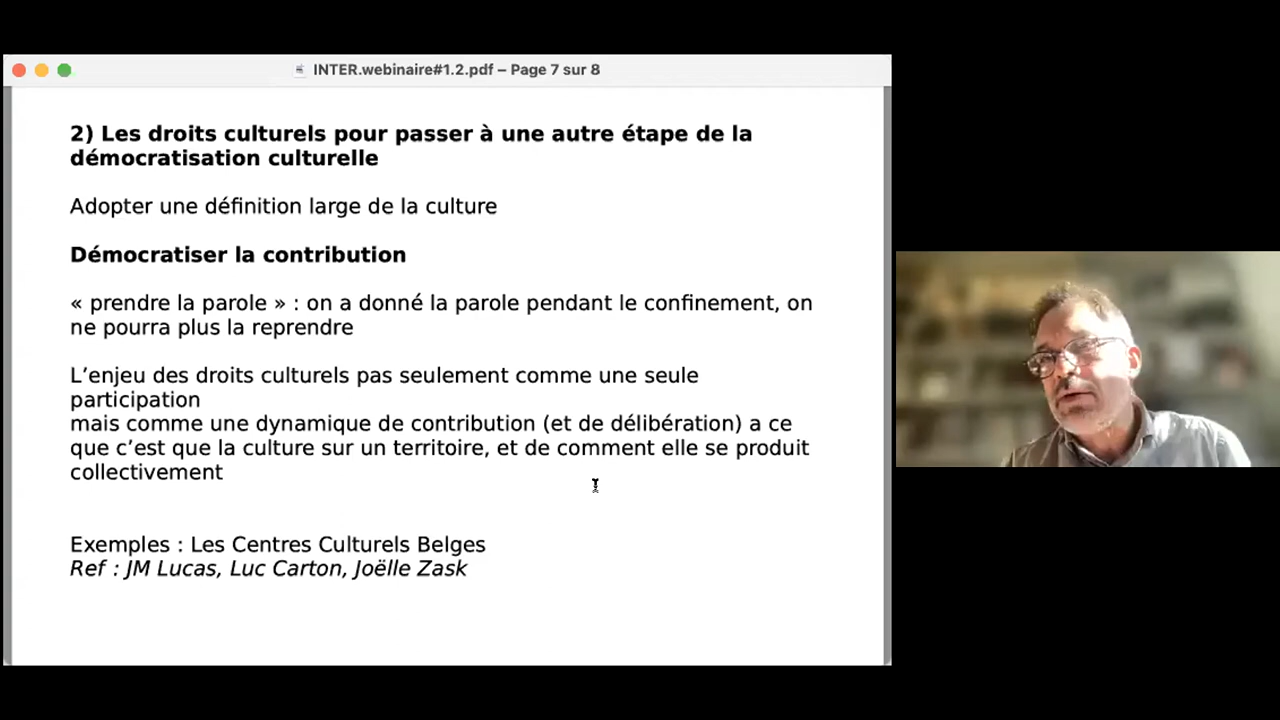 INTER.webinaire#1.2.pdf – Page 7 sur 8
2) Les droits culturels pour passer à une autre étape de la
démocratisation culturelle
Adopter une définition large de la culture
Démocratiser la contribution
« prendre la parole » : on a donné la parole pendant le confinement, on
ne pourra plus la reprendre
L’enjeu des droits culturels pas seulement comme une seule
participation
mais comme une dynamique de contribution (et de délibération) a ce
que c’est que la culture sur un territoire, et de comment elle se produit
collectivement
Exemples : Les Centres Culturels Belges
Ref : JM Lucas, Luc Carton, Joëlle Zask